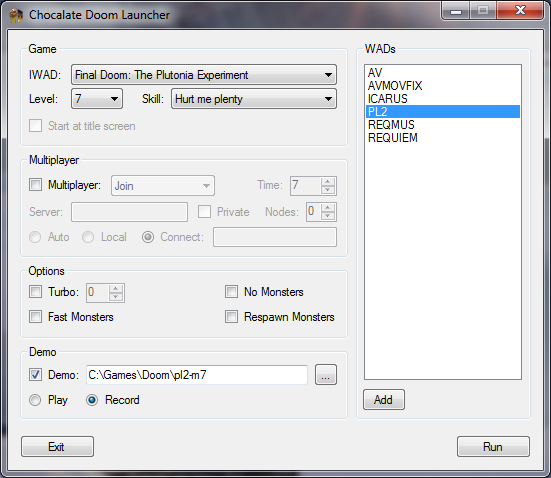 Chocalate Doom Launcher
Game
IWAD: Final Doom: The Plutonia Experiment
Level: 7 Skill: Hurt me plenty
Start at title screen
Multiplayer
Multiplayer: Join Time: 7
Server: Private Nodes: 0
Auto Local Connect:
Options
Turbo: 0 No Monsters
Fast Monsters Respawn Monsters
Demo
Demo: C:\Games\Doom\pl2-m7 ...
Play Record
Exit
WADs
AV
AVMOVFIX
ICARUS
PL2
REQMUS
REQUIEM
Add
Run